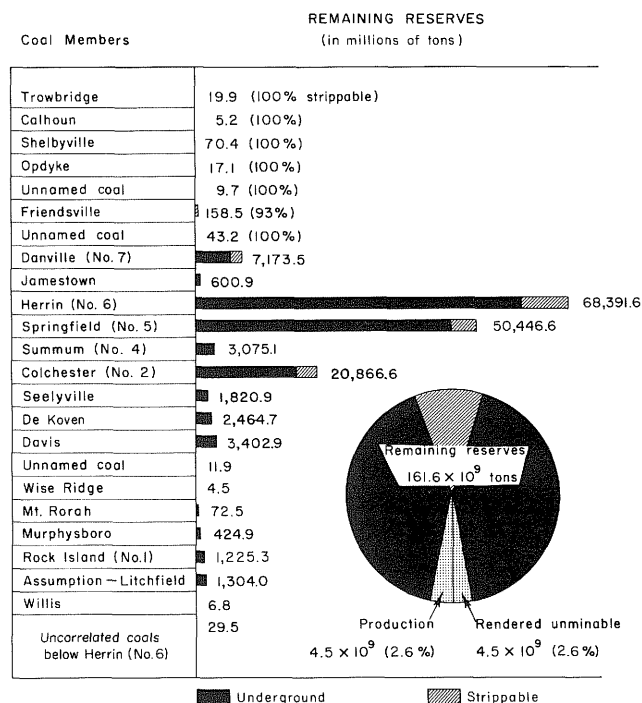 REMAINING RESERVES
Coal Members (in millions of tons)
Trowbridge 19.9 (100% strippable)
Calhoun 5.2 (100%)
Shelbyville 70.4 (100%)
Opdyke 17.1 (100%)
Unnamed coal 9.7 (100%)
Friendsville 158.5 (93%)
Unnamed coal 43.2 (100%)
Danville (No. 7) 7,173.5
Jamestown 600.9
Herrin (No. 6) 68,391.6
Springfield (No. 5) 50,446.6
Summum (No. 4) 3,075.1
Colchester (No. 2) 20,866.6
Seelyville 1,820.9
De Koven 2,464.7
Davis 3,402.9
Unnamed coal 11.9
Wise Ridge 4.5
Mt. Rorah 72.5
Murphysboro 424.9
Rock Island (No.1) 1,225.3
Assumption – Litchfield 1,304.0
Willis 6.8
Uncorrelated coals 29.5
below Herrin (No. 6)
Remaining reserves
161.6 × 10⁹ tons
Production Rendered unminable
4.5 × 10⁹ (2.6 %) 4.5 × 10⁹ (2.6 %)
Underground Strippable